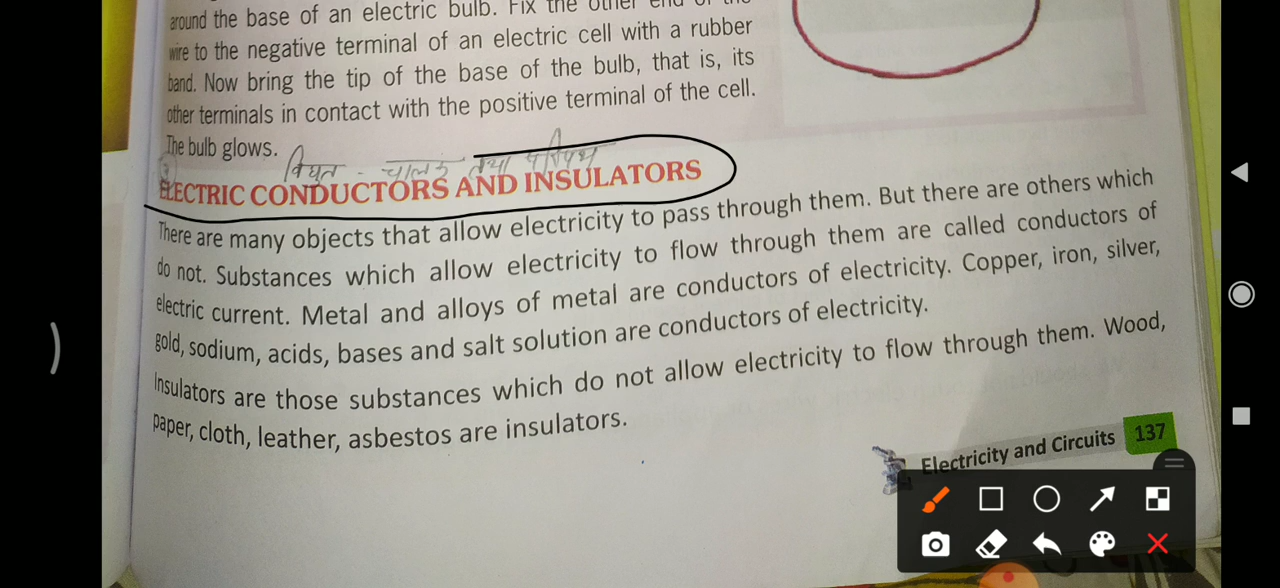 around the base of an electric bulb. Fix the other end of the
wire to the negative terminal of an electric cell with a rubber
band. Now bring the tip of the base of the bulb, that is, its
other terminals in contact with the positive terminal of the cell.
The bulb glows.
विद्युत - चालक तथा
ELECTRIC CONDUCTORS AND INSULATORS
There are many objects that allow electricity to pass through them. But there are others which
do not. Substances which allow electricity to flow through them are called conductors of
electric current. Metal and alloys of metal are conductors of electricity. Copper, iron, silver,
gold, sodium, acids, bases and salt solution are conductors of electricity.
Insulators are those substances which do not allow electricity to flow through them. Wood,
paper, cloth, leather, asbestos are insulators.
Electricity and Circuits 137